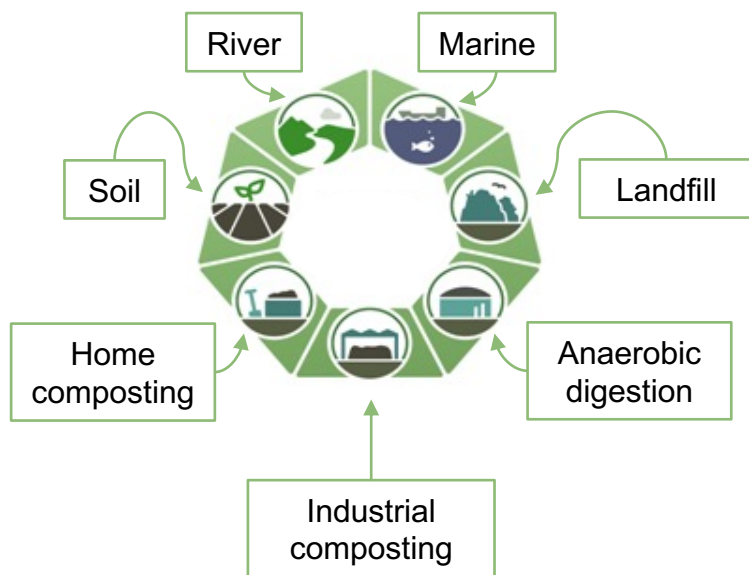 River
Marine
Soil
Landfill
Home
composting
Anaerobic
digestion
Industrial
composting